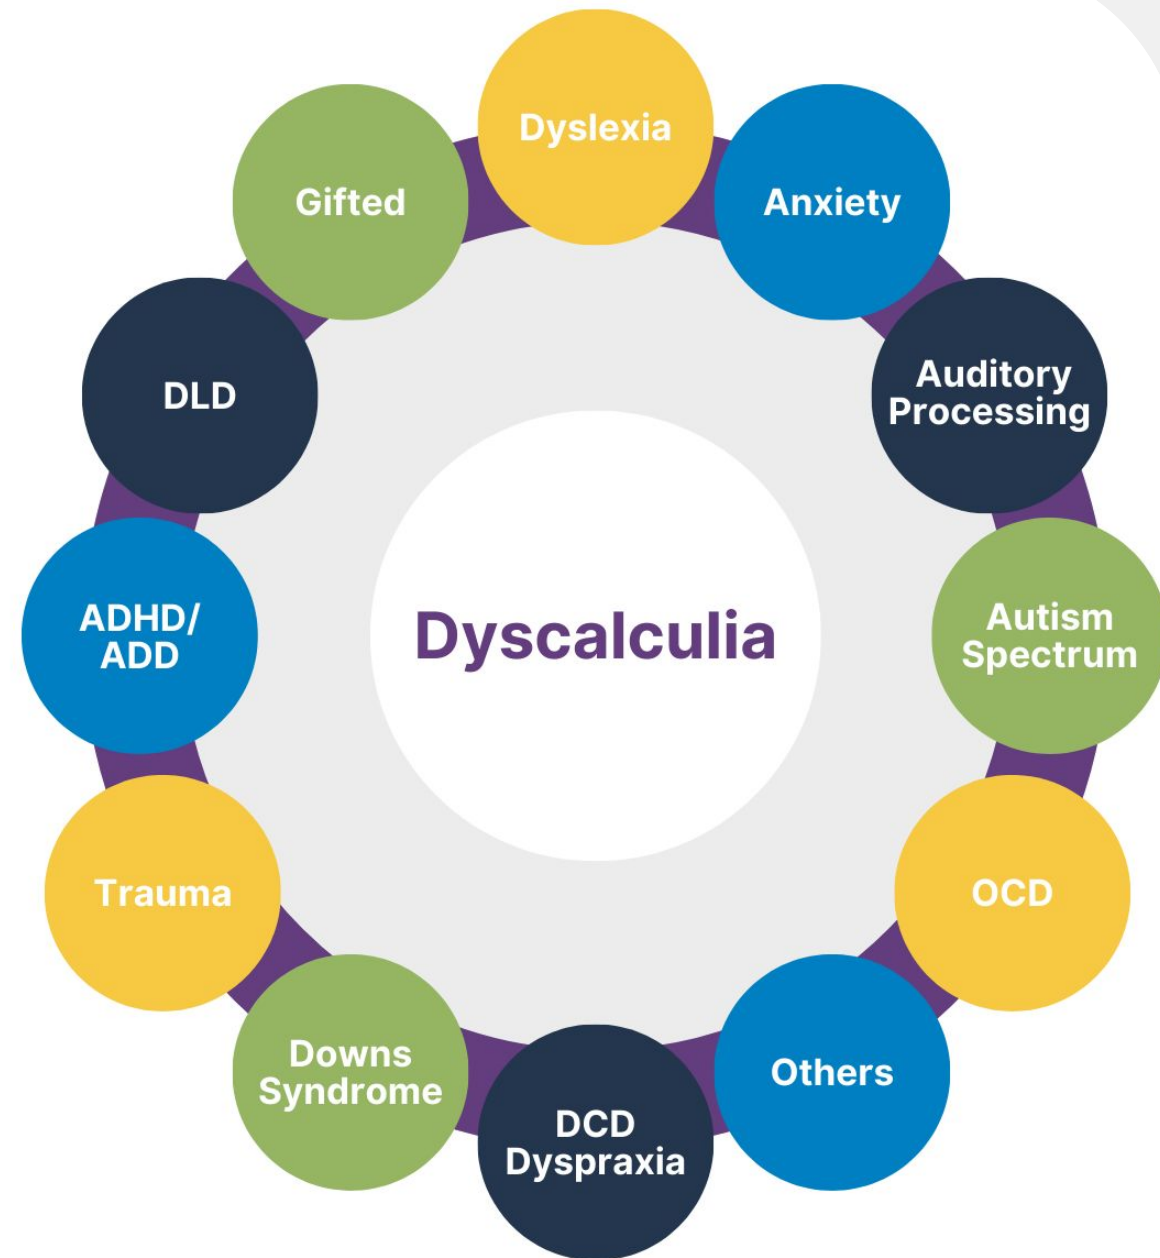 Dyslexia
Anxiety
Auditory
Processing
Autism
Spectrum
OCD
Others
DCD
Dyspraxia
Downs
Syndrome
Trauma
ADHD/
ADD
DLD
Gifted
Dyscalculia